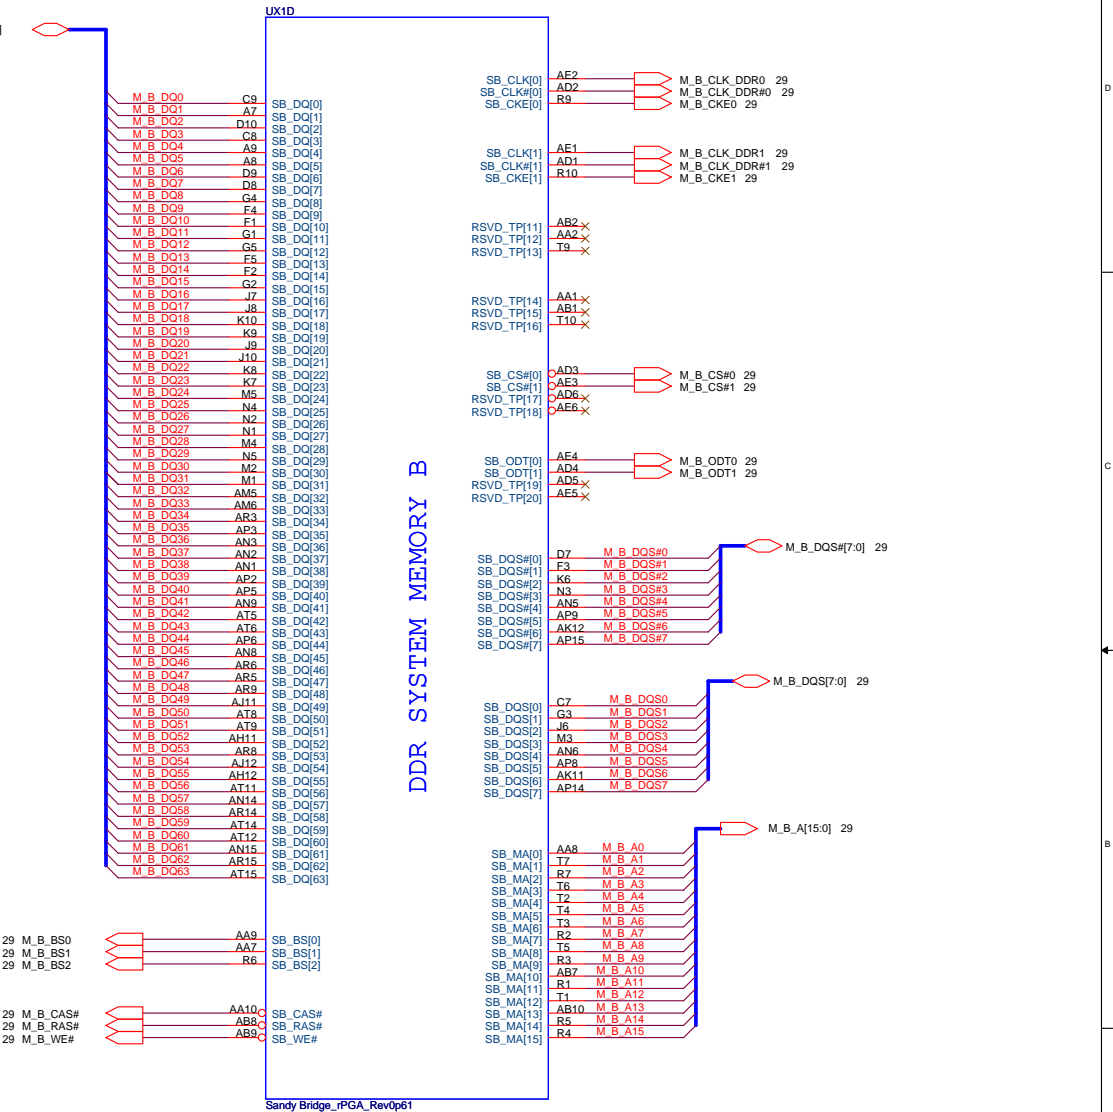 UX1D
]
M_B_DQ0 C9 SB_DQ[0]
M_B_DQ1 A7 SB_DQ[1]
M_B_DQ2 D10 SB_DQ[2]
M_B_DQ3 C8 SB_DQ[3]
M_B_DQ4 A9 SB_DQ[4]
M_B_DQ5 A8 SB_DQ[5]
M_B_DQ6 D9 SB_DQ[6]
M_B_DQ7 D8 SB_DQ[7]
M_B_DQ8 G4 SB_DQ[8]
M_B_DQ9 F4 SB_DQ[9]
M_B_DQ10 F1 SB_DQ[10]
M_B_DQ11 G1 SB_DQ[11]
M_B_DQ12 G5 SB_DQ[12]
M_B_DQ13 F5 SB_DQ[13]
M_B_DQ14 F2 SB_DQ[14]
M_B_DQ15 G2 SB_DQ[15]
M_B_DQ16 J7 SB_DQ[16]
M_B_DQ17 J8 SB_DQ[17]
M_B_DQ18 K10 SB_DQ[18]
M_B_DQ19 K9 SB_DQ[19]
M_B_DQ20 J9 SB_DQ[20]
M_B_DQ21 J10 SB_DQ[21]
M_B_DQ22 K8 SB_DQ[22]
M_B_DQ23 K7 SB_DQ[23]
M_B_DQ24 M5 SB_DQ[24]
M_B_DQ25 N4 SB_DQ[25]
M_B_DQ26 N2 SB_DQ[26]
M_B_DQ27 N1 SB_DQ[27]
M_B_DQ28 M4 SB_DQ[28]
M_B_DQ29 N5 SB_DQ[29]
M_B_DQ30 M2 SB_DQ[30]
M_B_DQ31 M1 SB_DQ[31]
M_B_DQ32 AM5 SB_DQ[32]
M_B_DQ33 AM6 SB_DQ[33]
M_B_DQ34 AR3 SB_DQ[34]
M_B_DQ35 AP3 SB_DQ[35]
M_B_DQ36 AN3 SB_DQ[36]
M_B_DQ37 AN2 SB_DQ[37]
M_B_DQ38 AN1 SB_DQ[38]
M_B_DQ39 AP2 SB_DQ[39]
M_B_DQ40 AP5 SB_DQ[40]
M_B_DQ41 AN9 SB_DQ[41]
M_B_DQ42 AT5 SB_DQ[42]
M_B_DQ43 AT6 SB_DQ[43]
M_B_DQ44 AP6 SB_DQ[44]
M_B_DQ45 AN8 SB_DQ[45]
M_B_DQ46 AR6 SB_DQ[46]
M_B_DQ47 AR5 SB_DQ[47]
M_B_DQ48 AR9 SB_DQ[48]
M_B_DQ49 AJ11 SB_DQ[49]
M_B_DQ50 AT8 SB_DQ[50]
M_B_DQ51 AT9 SB_DQ[51]
M_B_DQ52 AH11 SB_DQ[52]
M_B_DQ53 AR8 SB_DQ[53]
M_B_DQ54 AJ12 SB_DQ[54]
M_B_DQ55 AH12 SB_DQ[55]
M_B_DQ56 AT11 SB_DQ[56]
M_B_DQ57 AN14 SB_DQ[57]
M_B_DQ58 AR14 SB_DQ[58]
M_B_DQ59 AT14 SB_DQ[59]
M_B_DQ60 AT12 SB_DQ[60]
M_B_DQ61 AN15 SB_DQ[61]
M_B_DQ62 AR15 SB_DQ[62]
M_B_DQ63 AT15 SB_DQ[63]
29 M_B_BS0 AA9 SB_BS[0]
29 M_B_BS1 AA7 SB_BS[1]
29 M_B_BS2 R6 SB_BS[2]
29 M_B_CAS# AA10 SB_CAS#
29 M_B_RAS# AB8 SB_RAS#
29 M_B_WE# AB9 SB_WE#
DDR SYSTEM MEMORY B
SB_CLK[0] AE2 M_B_CLK_DDR0 29
SB_CLK#[0] AD2 M_B_CLK_DDR#0 29
SB_CKE[0] R9 M_B_CKE0 29
SB_CLK[1] AE1 M_B_CLK_DDR1 29
SB_CLK#[1] AD1 M_B_CLK_DDR#1 29
SB_CKE[1] R10 M_B_CKE1 29
RSVD_TP[11] AB2
RSVD_TP[12] AA2
RSVD_TP[13] T9
RSVD_TP[14] AA1
RSVD_TP[15] AB1
RSVD_TP[16] T10
SB_CS#[0] AD3 M_B_CS#0 29
SB_CS#[1] AE3 M_B_CS#1 29
RSVD_TP[17] AD6
RSVD_TP[18] AE6
SB_ODT[0] AE4 M_B_ODT0 29
SB_ODT[1] AD4 M_B_ODT1 29
RSVD_TP[19] AD5
RSVD_TP[20] AE5
M_B_DQS#[7:0] 29
SB_DQS#[0] D7 M_B_DQS#0
SB_DQS#[1] F3 M_B_DQS#1
SB_DQS#[2] K6 M_B_DQS#2
SB_DQS#[3] N3 M_B_DQS#3
SB_DQS#[4] AN5 M_B_DQS#4
SB_DQS#[5] AP9 M_B_DQS#5
SB_DQS#[6] AK12 M_B_DQS#6
SB_DQS#[7] AP15 M_B_DQS#7
M_B_DQS[7:0] 29
SB_DQS[0] C7 M_B_DQS0
SB_DQS[1] G3 M_B_DQS1
SB_DQS[2] J6 M_B_DQS2
SB_DQS[3] M3 M_B_DQS3
SB_DQS[4] AN6 M_B_DQS4
SB_DQS[5] AP8 M_B_DQS5
SB_DQS[6] AK11 M_B_DQS6
SB_DQS[7] AP14 M_B_DQS7
M_B_A[15:0] 29
SB_MA[0] AA8 M_B_A0
SB_MA[1] T7 M_B_A1
SB_MA[2] R7 M_B_A2
SB_MA[3] T6 M_B_A3
SB_MA[4] T2 M_B_A4
SB_MA[5] T4 M_B_A5
SB_MA[6] T3 M_B_A6
SB_MA[7] R2 M_B_A7
SB_MA[8] T5 M_B_A8
SB_MA[9] R3 M_B_A9
SB_MA[10] AB7 M_B_A10
SB_MA[11] R1 M_B_A11
SB_MA[12] T1 M_B_A12
SB_MA[13] AB10 M_B_A13
SB_MA[14] R5 M_B_A14
SB_MA[15] R4 M_B_A15
D
C
B
Sandy Bridge_rPGA_Rev0p61